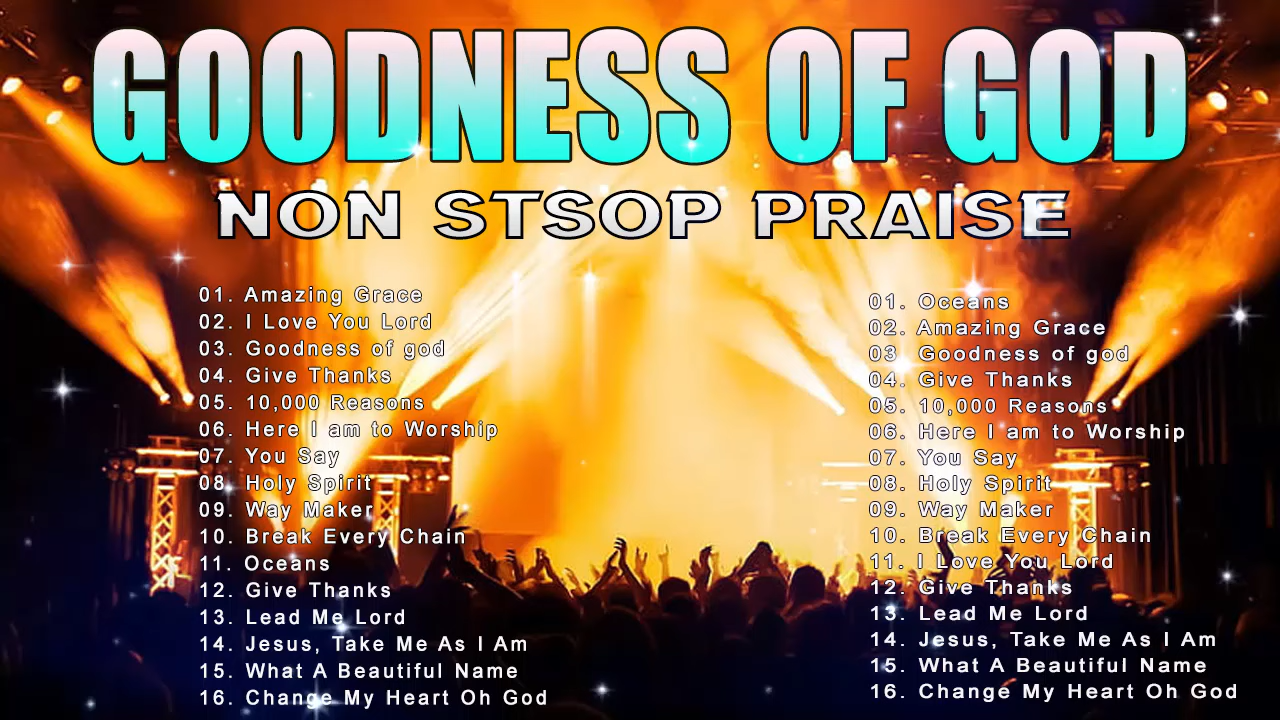 GOODNESS OF GOD
NON STSOP PRAISE
01. Amazing Grace
02. I Love You Lord
03. Goodness of god
04. Give Thanks
05. 10,000 Reasons
06. Here I am to Worship
07. You Say
08. Holy Spirit
09. Way Maker
10. Break Every Chain
11. Oceans
12. Give Thanks
13. Lead Me Lord
14. Jesus, Take Me As I Am
15. What A Beautiful Name
16. Change My Heart Oh God
01. Oceans
02. Amazing Grace
03. Goodness of god
04. Give Thanks
05. 10,000 Reasons
06. Here I am to Worship
07. You Say
08. Holy Spirit
09. Way Maker
10. Break Every Chain
11. I Love You Lord
12. Give Thanks
13. Lead Me Lord
14. Jesus, Take Me As I Am
15. What A Beautiful Name
16. Change My Heart Oh God